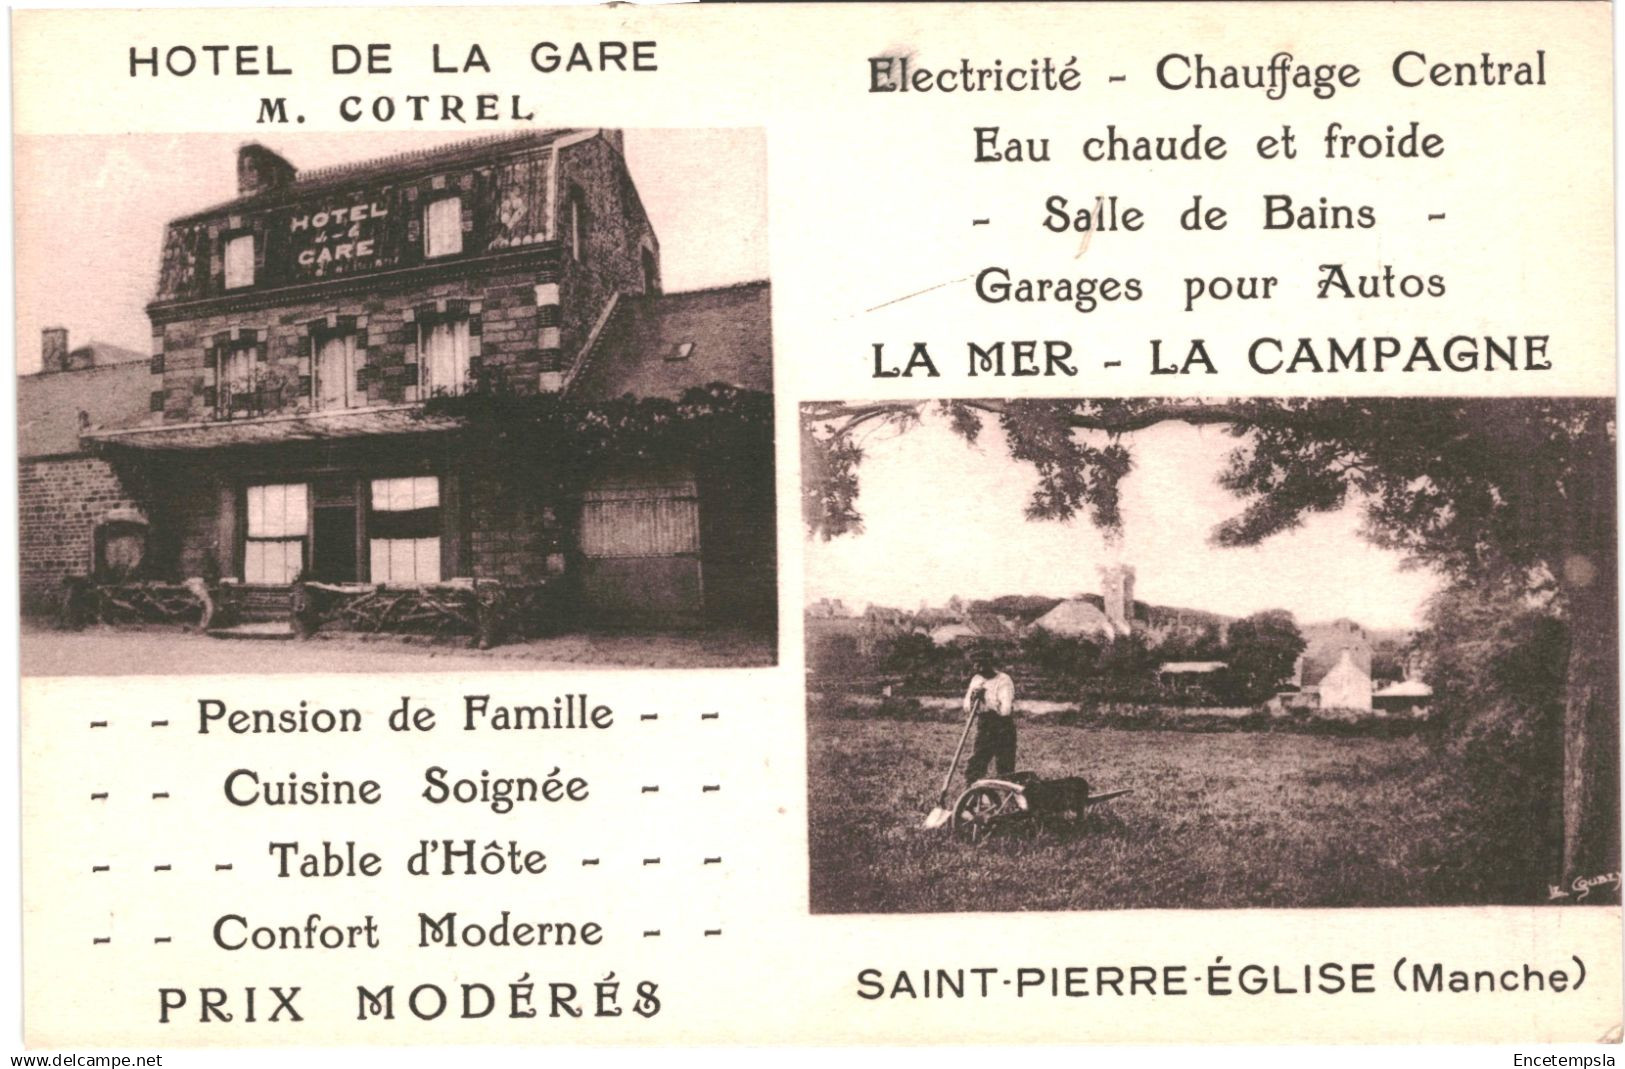 HOTEL DE LA GARE
M. COTREL
HOTEL
GARE
- - Pension de Famille - -
- - Cuisine Soignée - -
- - - Table d'Hôte - - -
- - Confort Moderne - -
PRIX MODÉRÉS
Electricité - Chauffage Central
Eau chaude et froide
- Salle de Bains -
Garages pour Autos
LA MER - LA CAMPAGNE
SAINT-PIERRE-ÉGLISE (Manche)
www.delcampe.net
Encetempsla